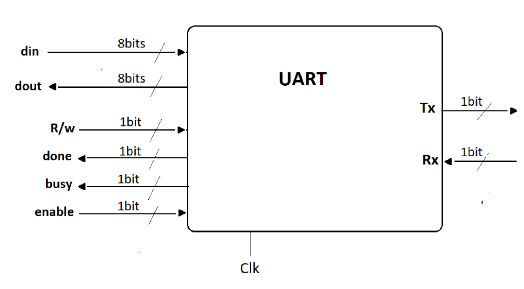 din 8bits
dout 8bits
UART
R/w 1bit
done 1bit
busy 1bit
enable 1bit
Tx 1bit
Rx 1bit
Clk